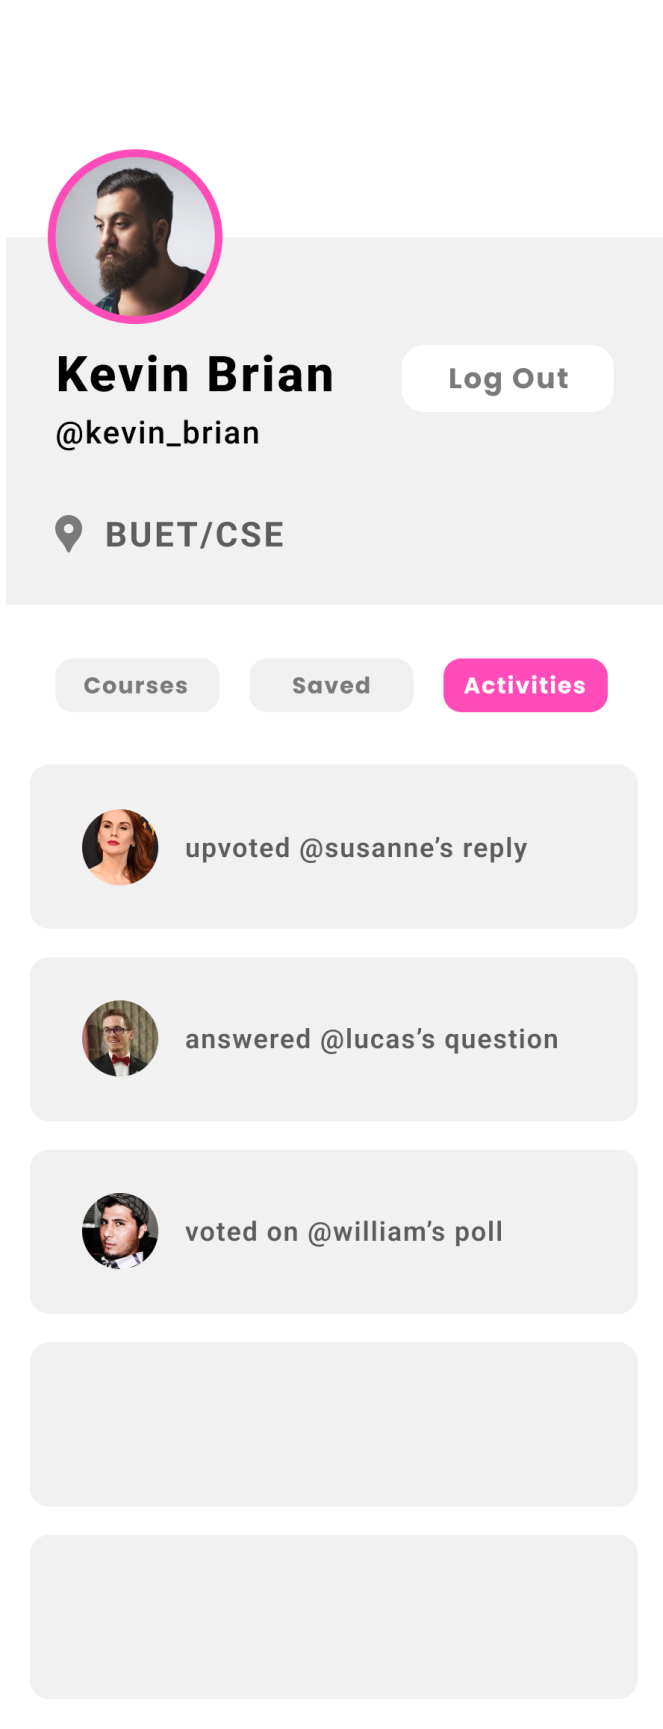 Kevin Brian
Log Out
@kevin_brian
BUET/CSE
Courses
Saved
Activities
upvoted @susanne’s reply
answered @lucas’s question
voted on @william’s poll